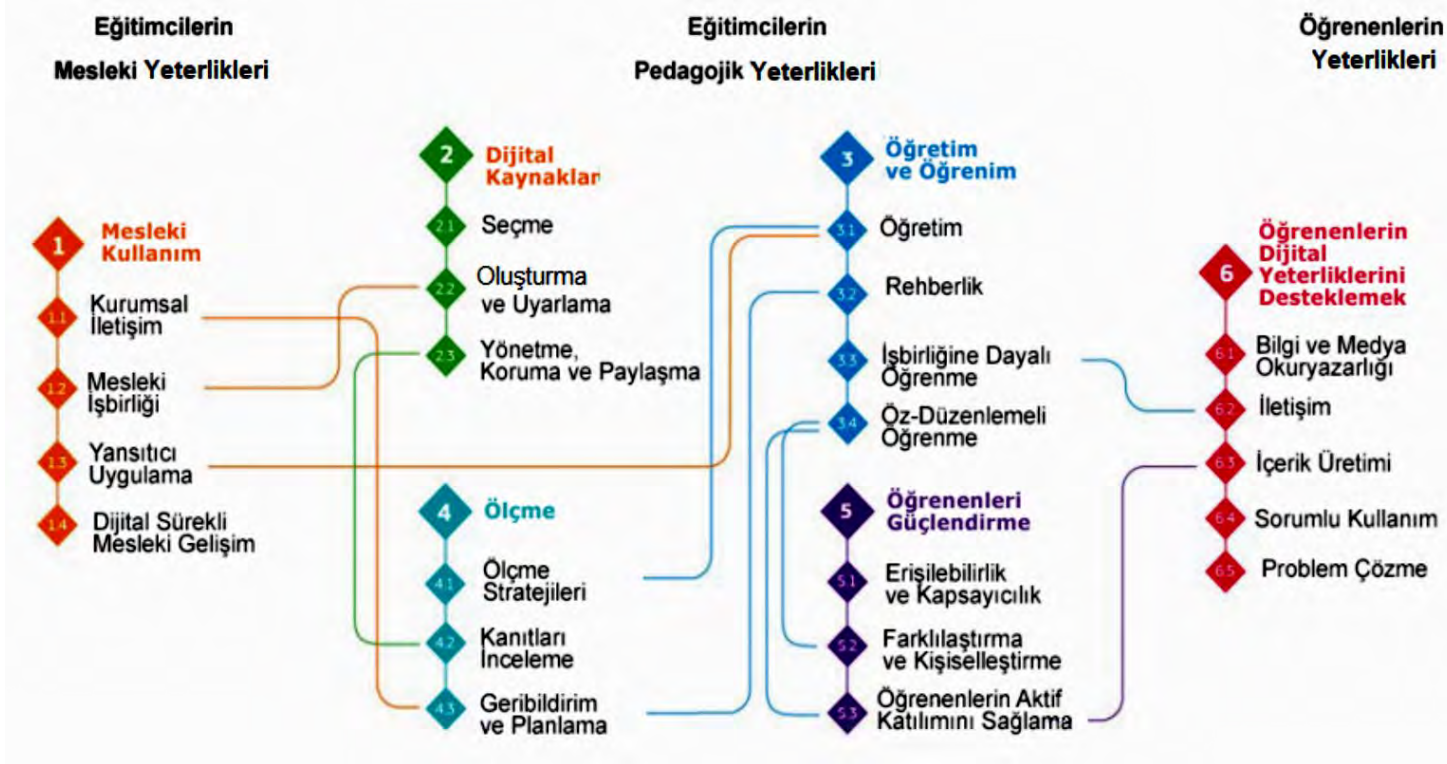 Eğitimcilerin
Mesleki Yeterlikleri
Eğitimcilerin
Pedagojik Yeterlikleri
Öğrenenlerin
Yeterlikleri
1
Mesleki
Kullanım
1.1
Kurumsal
İletişim
1.2
Mesleki
İşbirliği
1.3
Yansıtıcı
Uygulama
1.4
Dijital Sürekli
Mesleki Gelişim
2
Dijital
Kaynaklar
2.1
Seçme
2.2
Oluşturma
ve Uyarlama
2.3
Yönetme,
Koruma ve Paylaşma
3
Öğretim
ve Öğrenim
3.1
Öğretim
3.2
Rehberlik
3.3
İşbirliğine Dayalı
Öğrenme
3.4
Öz-Düzenlemeli
Öğrenme
4
Ölçme
4.1
Ölçme
Stratejileri
4.2
Kanıtları
İnceleme
4.3
Geribildirim
ve Planlama
5
Öğrenenleri
Güçlendirme
5.1
Erişilebilirlik
ve Kapsayıcılık
5.2
Farklılaştırma
ve Kişiselleştirme
5.3
Öğrenenlerin Aktif
Katılımını Sağlama
6
Öğrenenlerin
Dijital
Yeterliklerini
Desteklemek
6.1
Bilgi ve Medya
Okuryazarlığı
6.2
İletişim
6.3
İçerik Üretimi
6.4
Sorumlu Kullanım
6.5
Problem Çözme